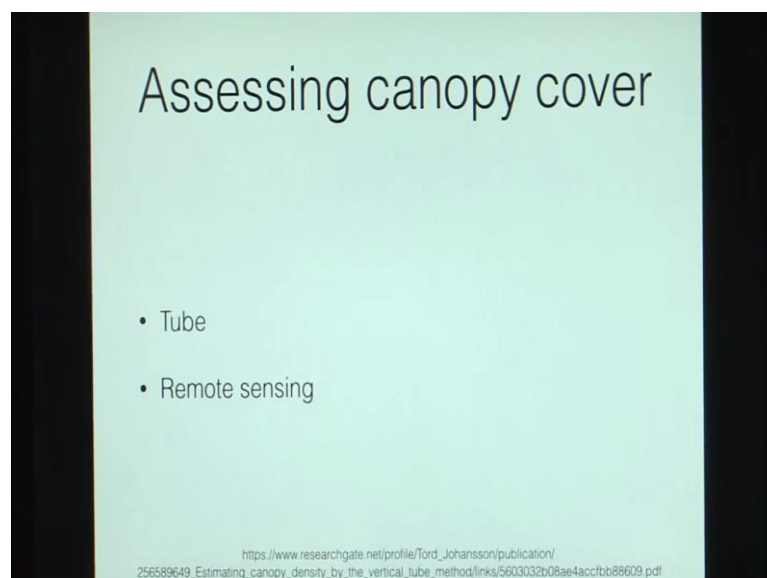 Assessing canopy cover
• Tube
• Remote sensing
https://www.researchgate.net/profile/Tord_Johansson/publication/
256589649_Estimating_canopy_density_by_the_vertical_tube_method/links/5603032b08ae4accfbb88609.pdf